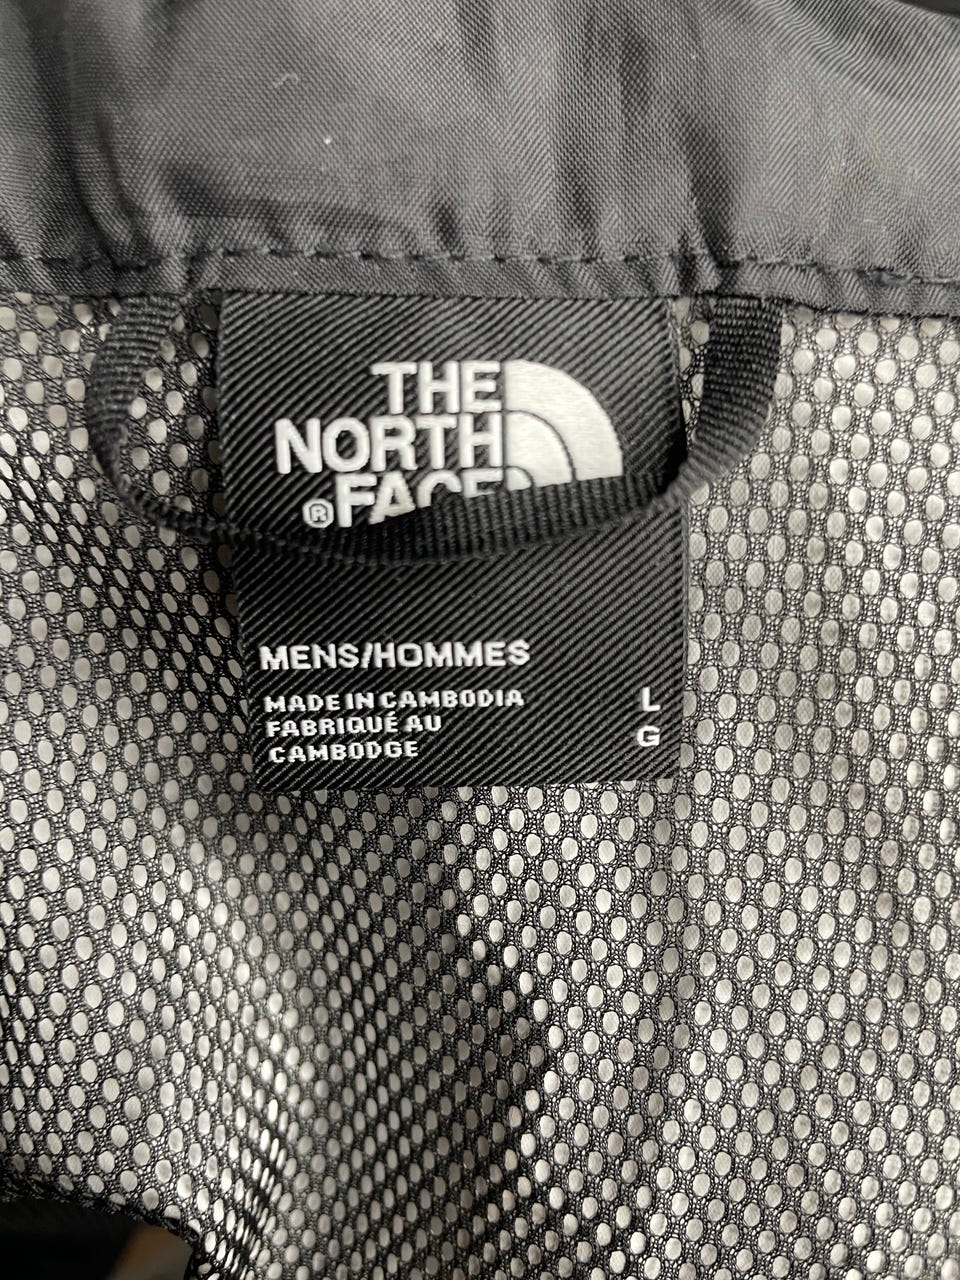 THE
NORTH
®FACE
MENS/HOMMES
MADE IN CAMBODIA
FABRIQUÉ AU
CAMBODGE
L
G